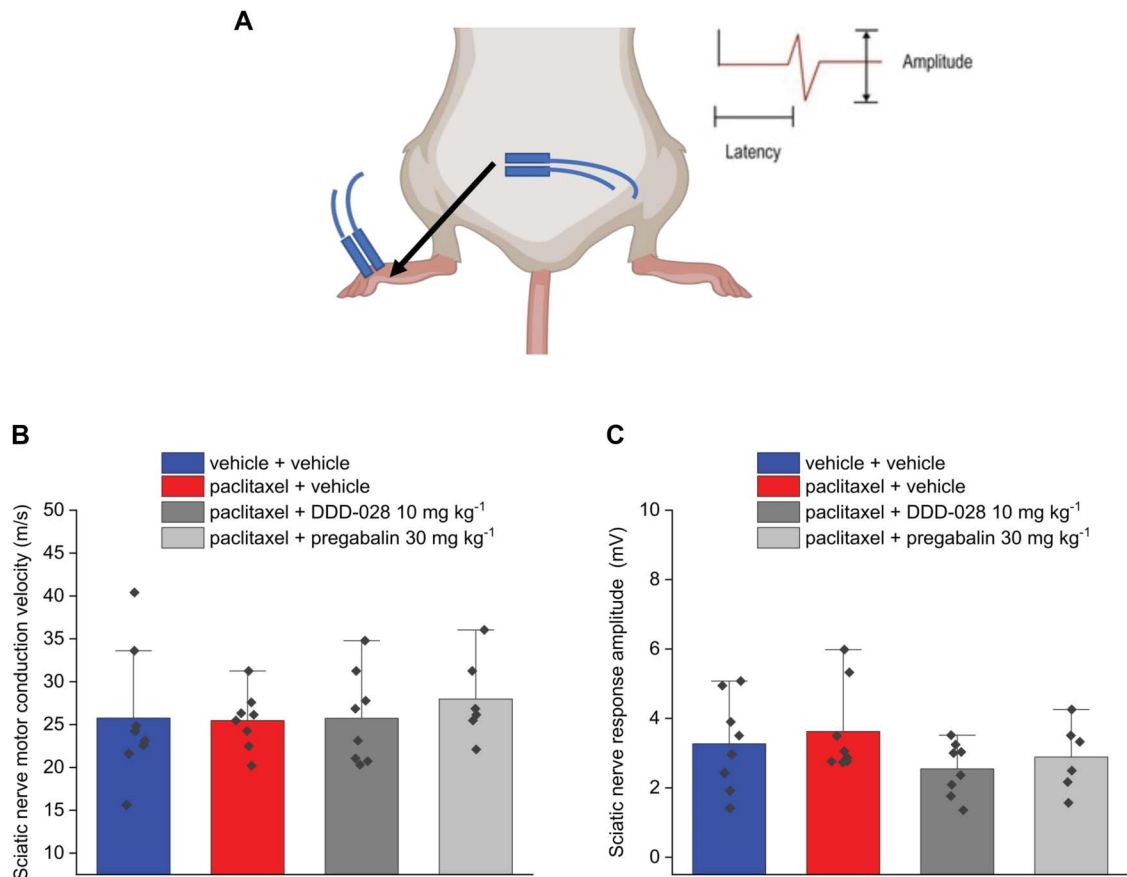 A
Amplitude
Latency
B
vehicle + vehicle
paclitaxel + vehicle
paclitaxel + DDD-028 10 mg kg⁻¹
paclitaxel + pregabalin 30 mg kg⁻¹
Sciatic nerve motor conduction velocity (m/s)
50
45
40
35
30
25
20
15
10
C
vehicle + vehicle
paclitaxel + vehicle
paclitaxel + DDD-028 10 mg kg⁻¹
paclitaxel + pregabalin 30 mg kg⁻¹
Sciatic nerve response amplitude (mV)
10
8
6
4
2
0